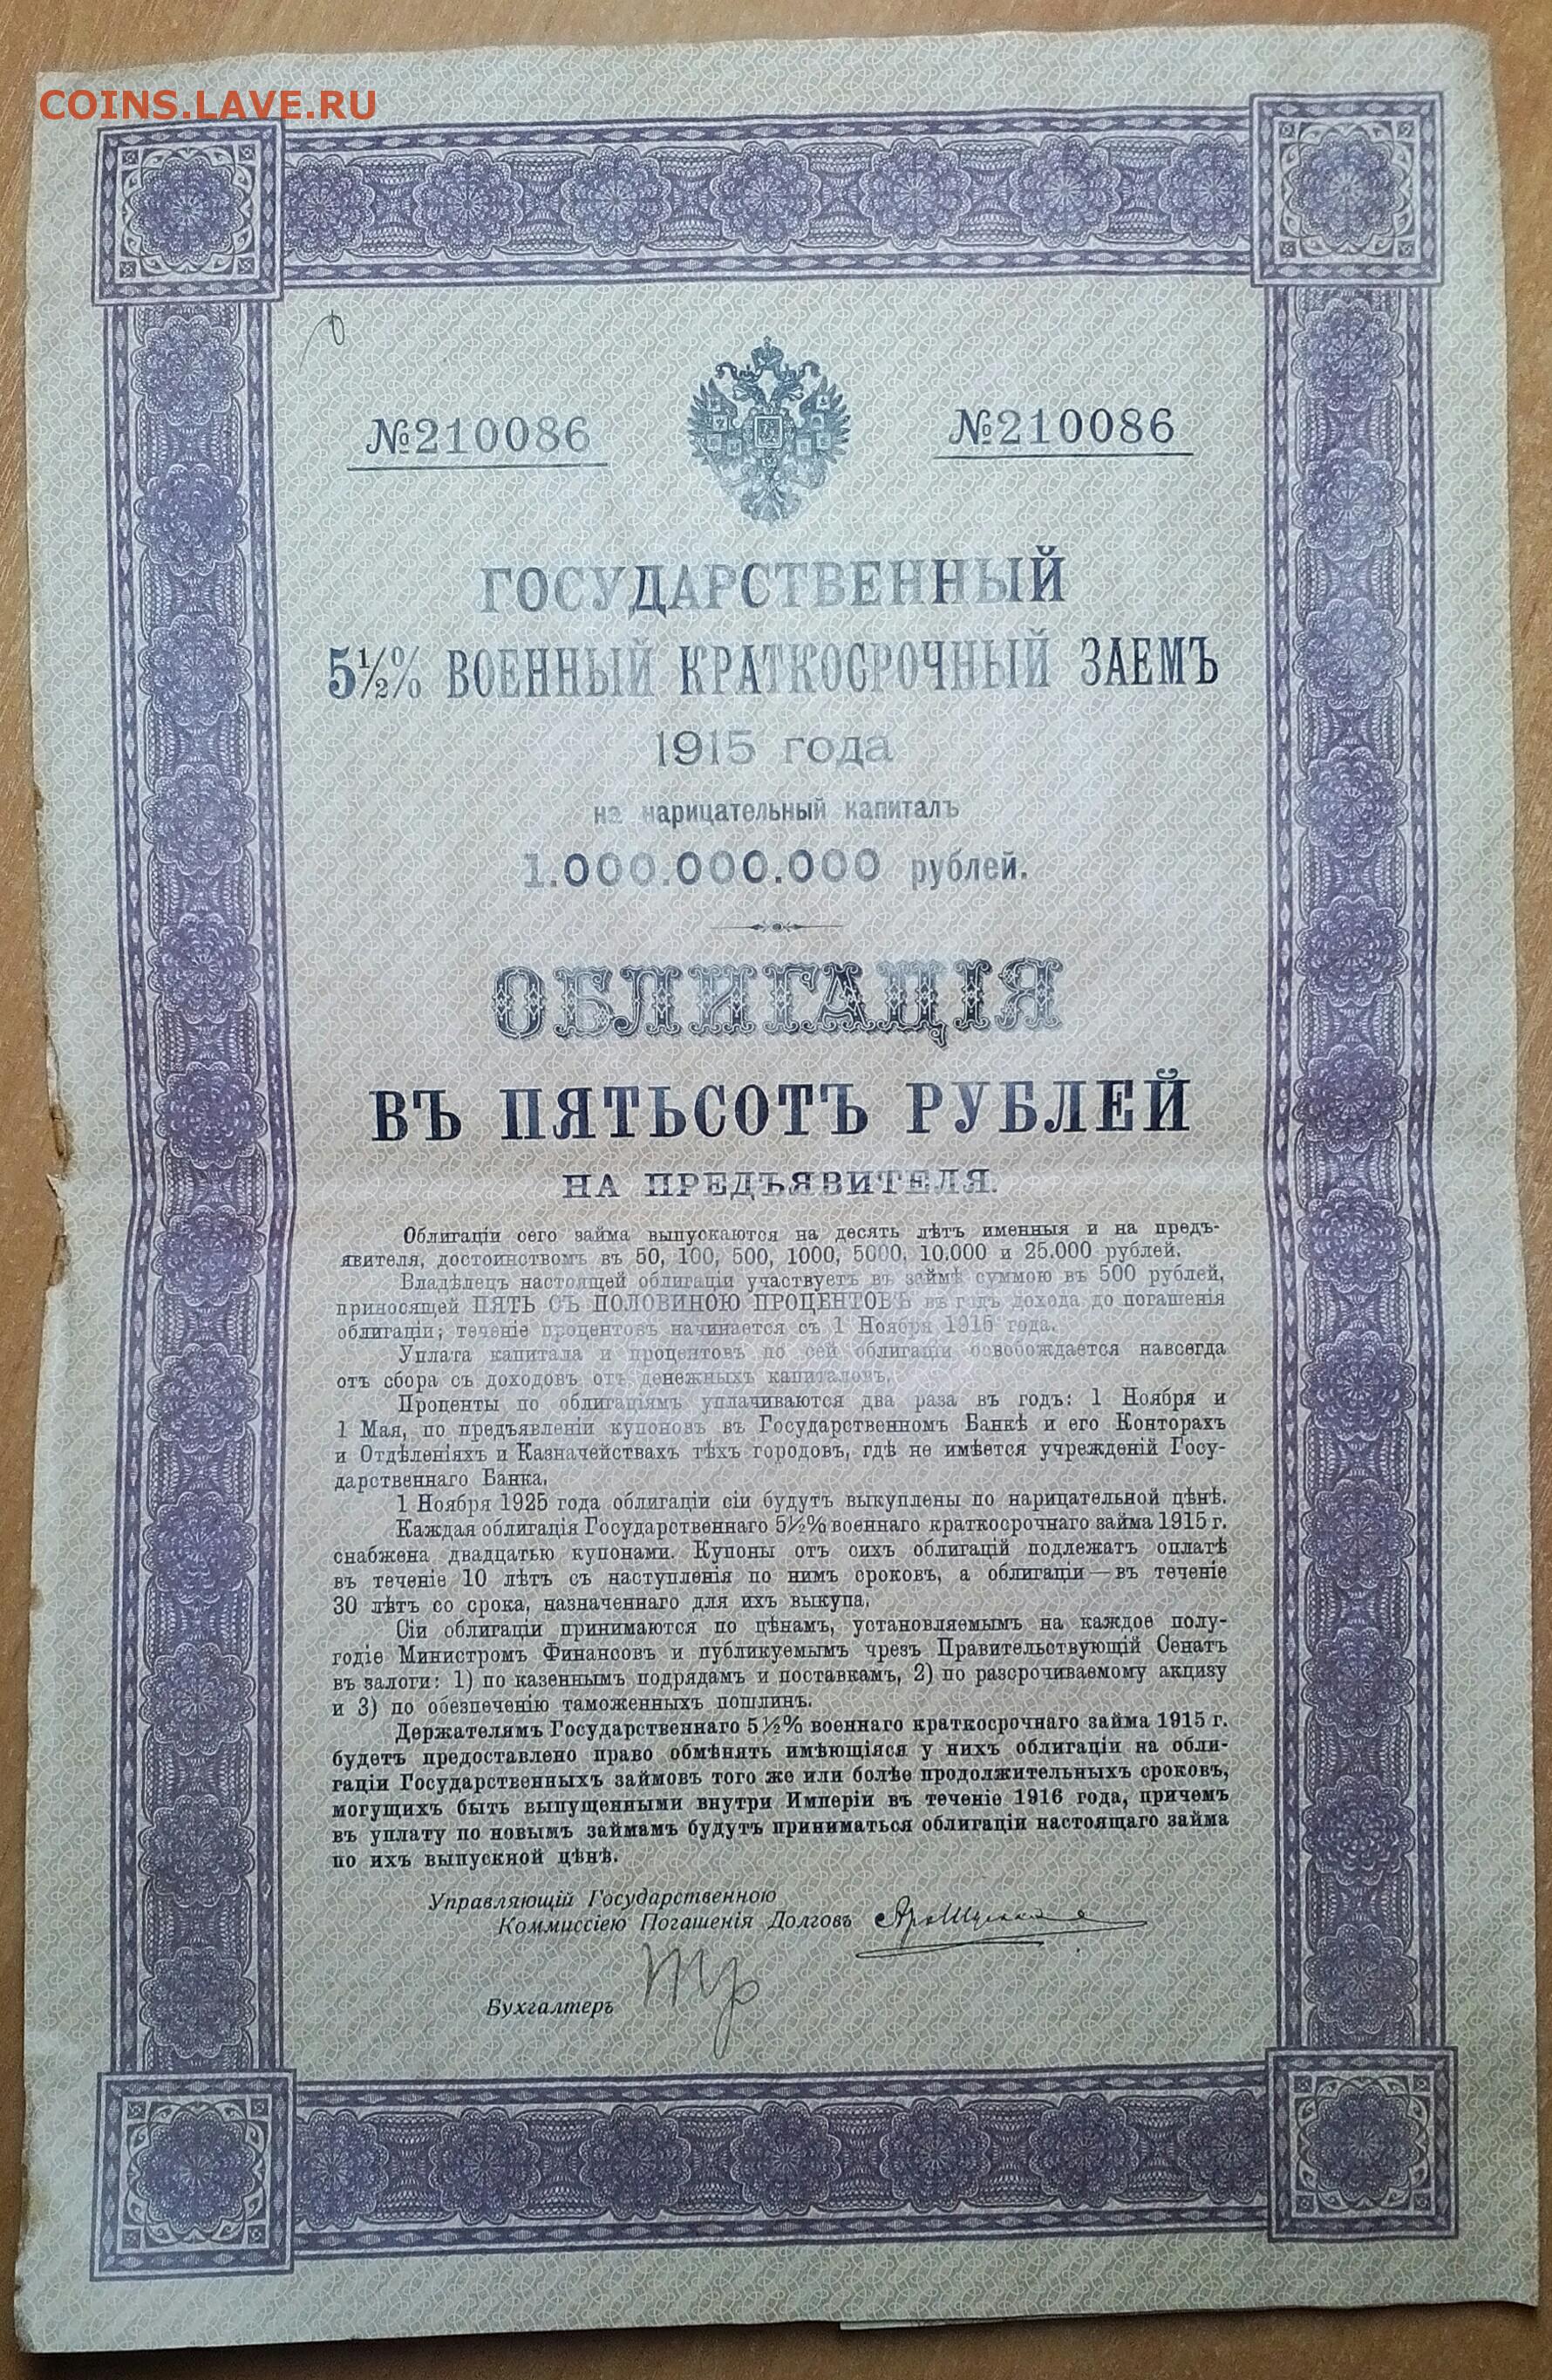 COINS.LAVE.RU
№210086
№210086
ГОСУДАРСТВЕННЫЙ
5½% ВОЕННЫЙ КРАТКОСРОЧНЫЙ ЗАЕМЪ
1915 года
на нарицательный капиталъ
1.000.000.000 рублей.
ОБЛИГАЦІЯ
ВЪ ПЯТЬСОТЪ РУБЛЕЙ
НА ПРЕДЪЯВИТЕЛЯ.
Облигаціи сего займа выпускаются на десять лѣтъ именныя и на предъ-
явителя, достоинствомъ въ 50, 100, 500, 1000, 5000, 10.000 и 25.000 рублей.
Владѣлецъ настоящей облигаціи участвуетъ въ займѣ суммою въ 500 рублей,
приносящей ПЯТЬ СЪ ПОЛОВИНОЮ ПРОЦЕНТОВЪ въ годъ дохода до погашенія
облигаціи; теченіе процентовъ начинается съ 1 Ноября 1915 года.
Уплата капитала и процентовъ по сей облигаціи освобождается навсегда
отъ сбора съ доходовъ отъ денежныхъ капиталовъ.
Проценты по облигаціямъ уплачиваются два раза въ годъ: 1 Ноября и
1 Мая, по предъявленіи купоновъ въ Государственномъ Банкѣ и его Конторахъ
и Отдѣленіяхъ и Казначействахъ тѣхъ городовъ, гдѣ не имѣется учрежденій Госу-
дарственнаго Банка.
1 Ноября 1925 года облигаціи сіи будутъ выкуплены по нарицательной цѣнѣ.
Каждая облигація Государственнаго 5½% военнаго краткосрочнаго займа 1915 г.
снабжена двадцатью купонами. Купоны отъ сихъ облигацій подлежатъ оплатѣ
въ теченіе 10 лѣтъ съ наступленія по нимъ сроковъ, а облигаціи—въ теченіе
30 лѣтъ со срока, назначеннаго для ихъ выкупа.
Сіи облигаціи принимаются по цѣнамъ, установляемымъ на каждое полу-
годіе Министромъ Финансовъ и публикуемымъ чрезъ Правительствующій Сенатъ
въ залоги: 1) по казеннымъ подрядамъ и поставкамъ, 2) по разсрочиваемому акцизу
и 3) по обезпеченію таможенныхъ пошлинъ.
Держателямъ Государственнаго 5½% военнаго краткосрочнаго займа 1915 г.
будетъ предоставлено право обмѣнять имѣющіяся у нихъ облигаціи на обли-
гаціи Государственныхъ займовъ того же или болѣе продолжительныхъ сроковъ,
могущихъ быть выпущенными внутри Имперіи въ теченіе 1916 года, причемъ
въ уплату по новымъ займамъ будутъ приниматься облигаціи настоящаго займа
по ихъ выпускной цѣнѣ.
Управляющій Государственною
Коммиссіею Погашенія Долговъ
Бухгалтеръ